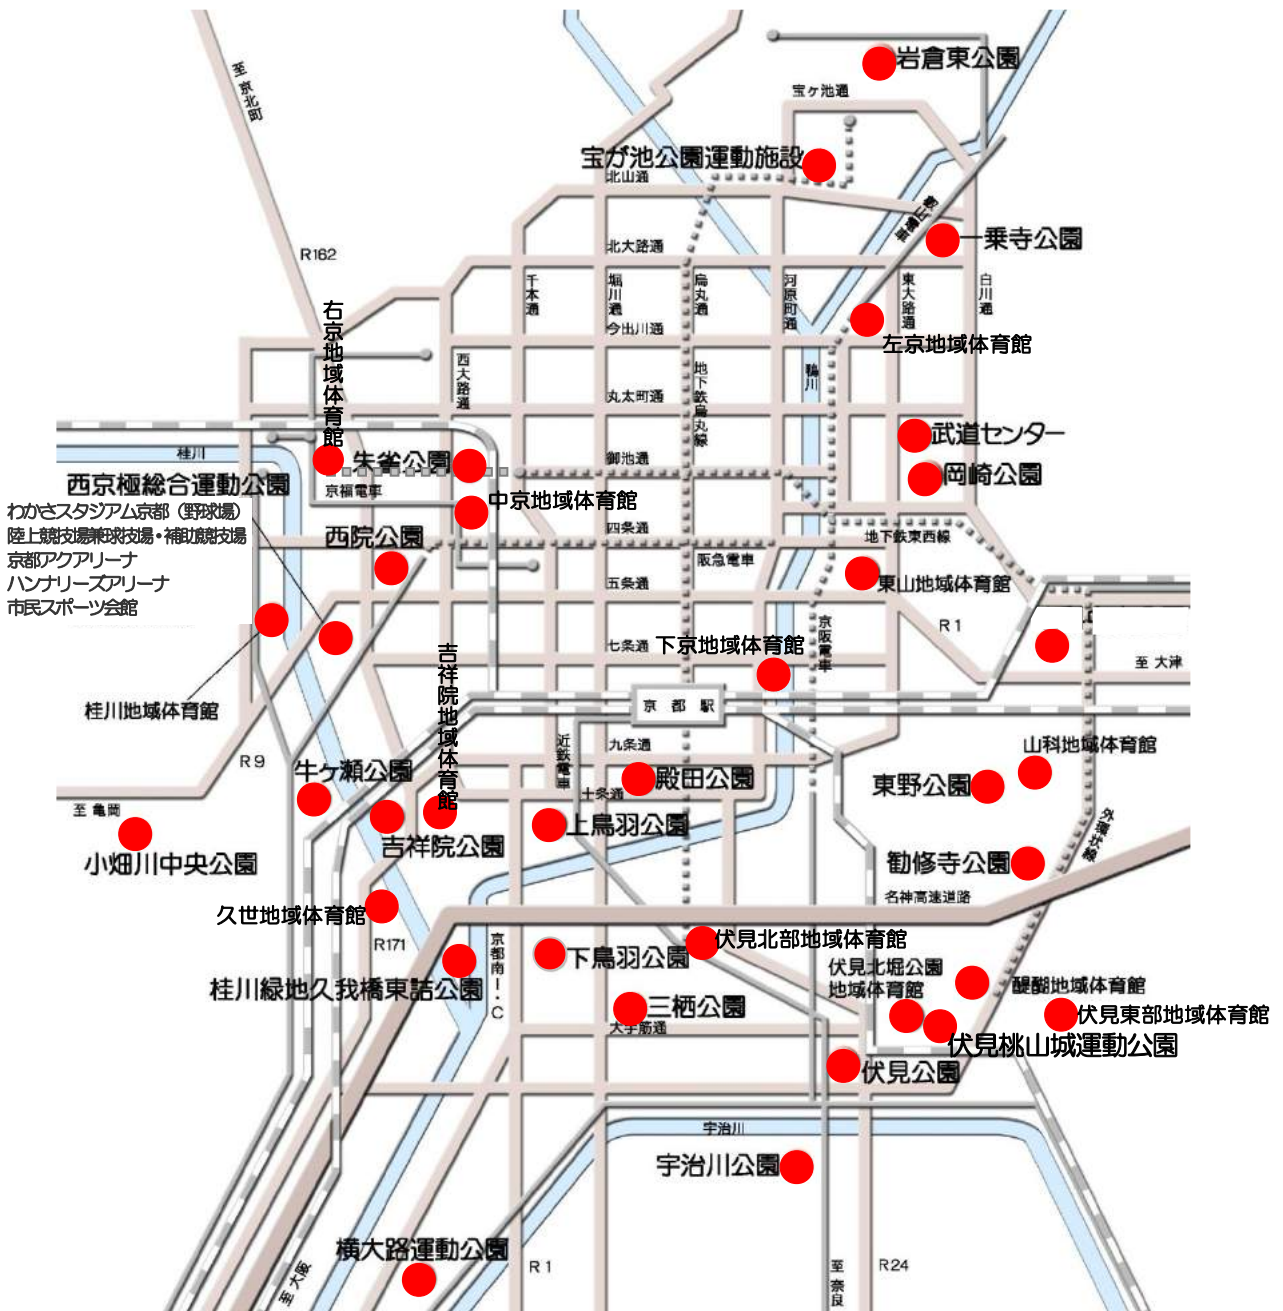 岩倉東公園
至 京北町
宝ヶ池通
宝が池公園運動施設
北山通
叡山電車
一乗寺公園
R162
北大路通
千本通
堀川通
烏丸通
河原町通
東大路通
白川通
右京地域体育館
今出川通
左京地域体育館
西大路通
地下鉄烏丸線
鴨川
丸太町通
武道センター
桂川
朱雀公園
御池通
岡崎公園
西京極総合運動公園
京福電車
中京地域体育館
わかさスタジアム京都（野球場）
陸上競技場兼球技場・補助競技場
京都アクアリーナ
ハンナリーズアリーナ
市民スポーツ会館
西院公園
四条通
地下鉄東西線
阪急電車
五条通
東山地域体育館
京阪電車
R1
吉祥院地域体育館
七条通
下京地域体育館
至 大津
桂川地域体育館
京都駅
近鉄電車
九条通
山科地域体育館
R9
牛ヶ瀬公園
殿田公園
東野公園
至 亀岡
十条通
上鳥羽公園
外環状線
小畑川中央公園
吉祥院公園
勧修寺公園
名神高速道路
久世地域体育館
R171
京都南I・C
下鳥羽公園
伏見北部地域体育館
伏見北堀公園
地域体育館
醍醐地域体育館
桂川緑地久我橋東詰公園
三栖公園
伏見東部地域体育館
大手筋通
伏見桃山城運動公園
伏見公園
宇治川
宇治川公園
横大路運動公園
至 大阪
R1
至 奈良
R24